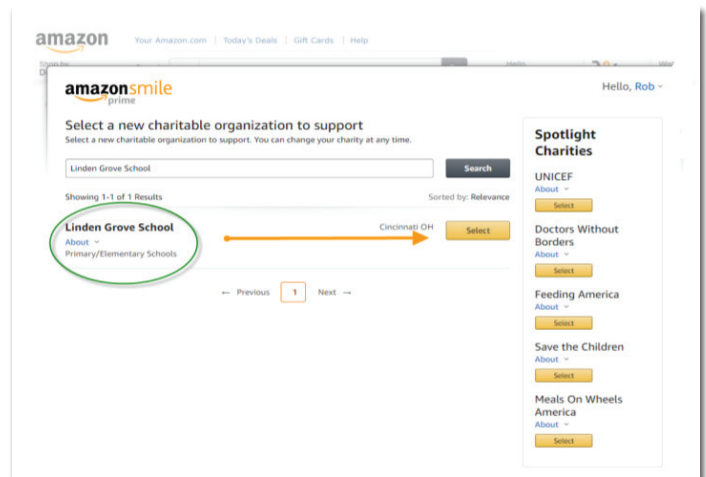 amazon
Your Amazon.com | Today's Deals | Gift Cards | Help
Shop by
Hello
amazonsmile
prime
Hello, Rob
Select a new charitable organization to support
Select a new charitable organization to support. You can change your charity at any time.
Linden Grove School
Search
Showing 1-1 of 1 Results
Sorted by: Relevance
Linden Grove School
Cincinnati OH
Select
About
Primary/Elementary Schools
← Previous 1 Next →
Spotlight
Charities
UNICEF
About
Select
Doctors Without
Borders
About
Select
Feeding America
About
Select
Save the Children
About
Select
Meals On Wheels
America
About
Select